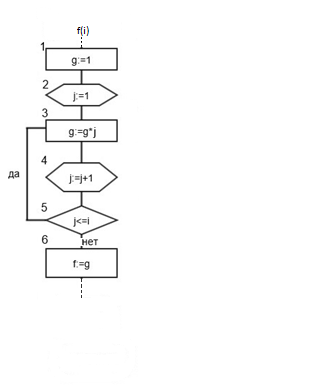 f(i)
1
g:=1
2
j:=1
3
g:=g*j
4
да
j:=j+1
5
j<=i
нет
6
f:=g